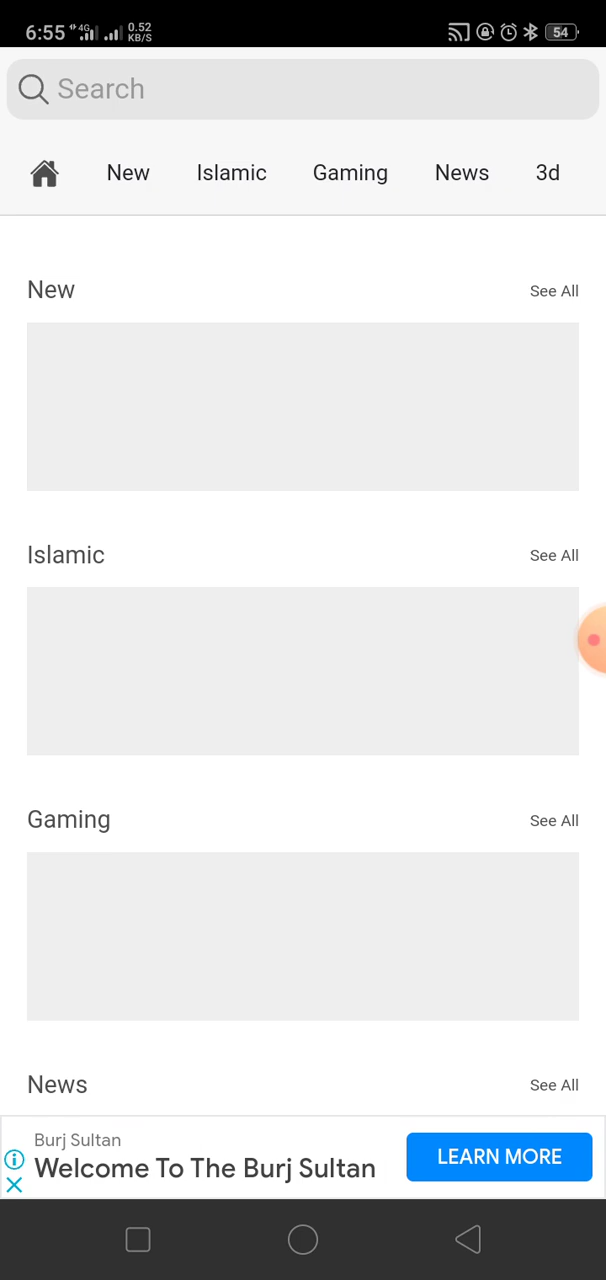 6:55 4G 0.52 KB/S 54
Search
New Islamic Gaming News 3d
New See All
Islamic See All
Gaming See All
News See All
Burj Sultan
Welcome To The Burj Sultan
LEARN MORE